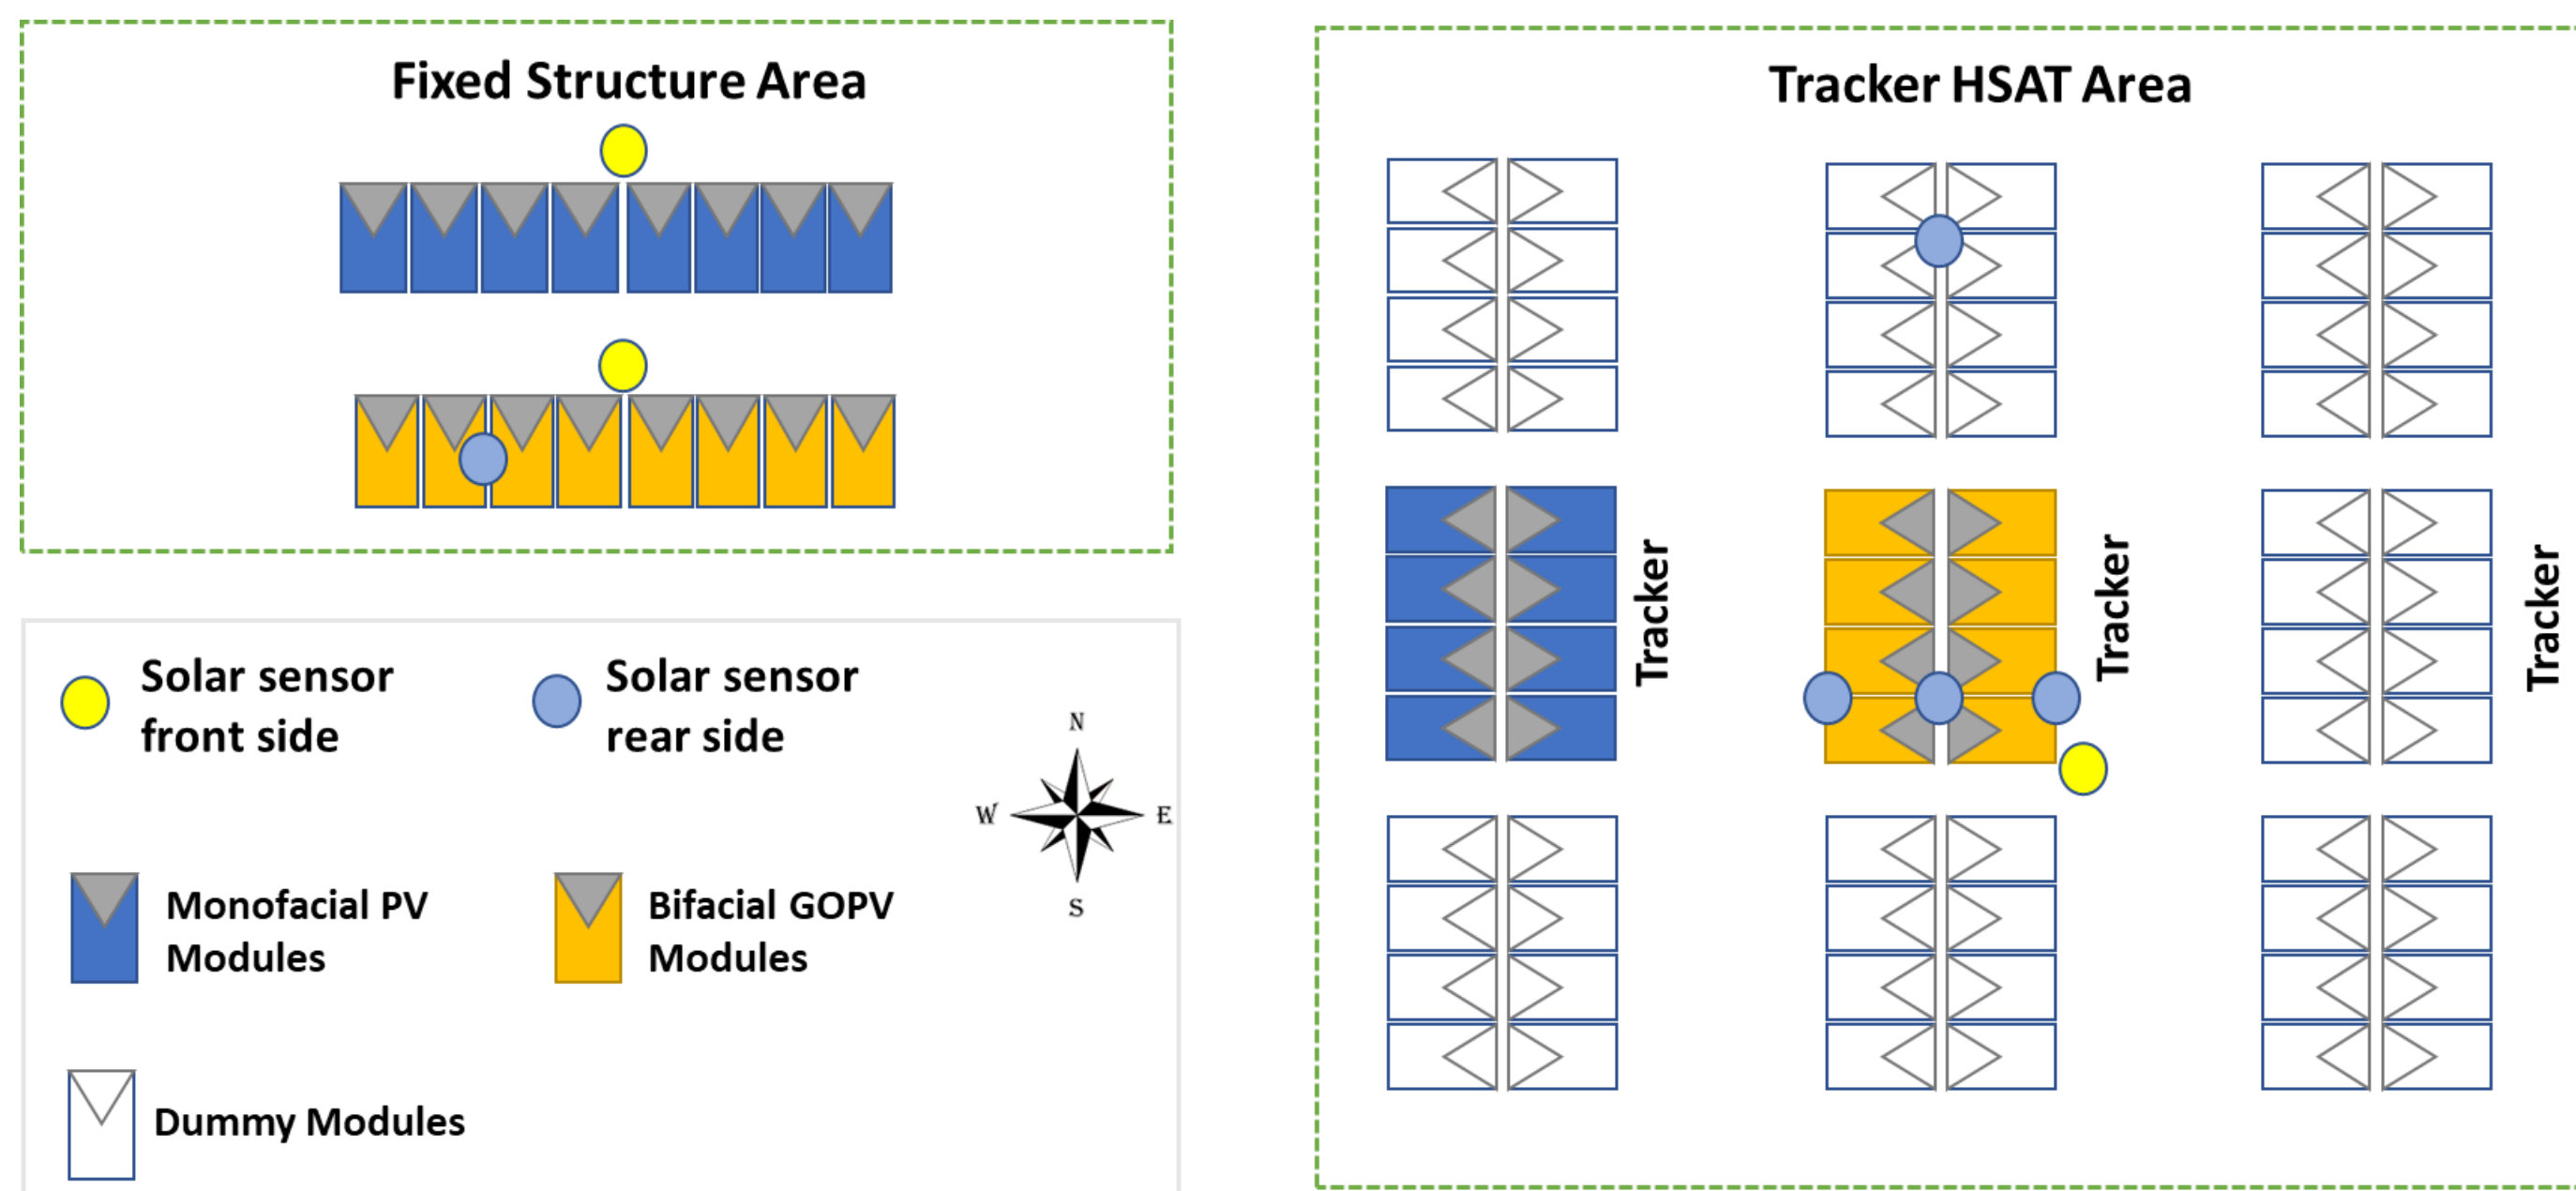 Fixed Structure Area
Tracker HSAT Area
Tracker
Tracker
Tracker
Solar sensor
front side
Solar sensor
rear side
N
W
E
S
Monofacial PV
Modules
Bifacial GOPV
Modules
Dummy Modules